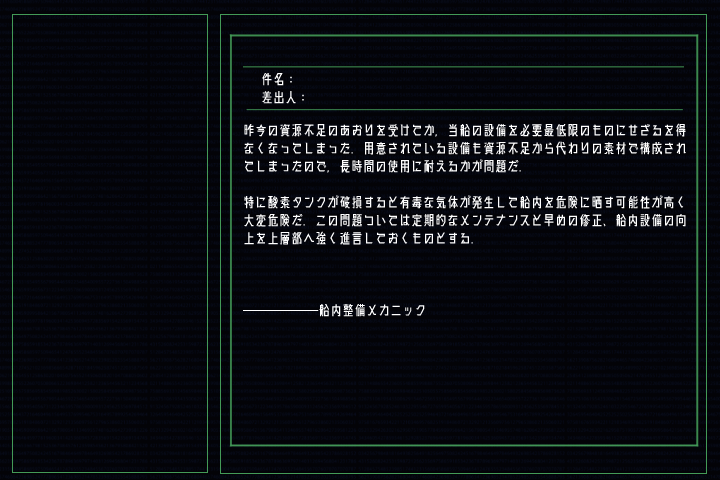 件名：
差出人：
昨今の資源不足のあおりを受けてか、当船の設備を必要最低限のものにせざるを得
なくなってしまった。用意されている設備も資源不足から代わりの素材で構成され
てしまったので、長時間の使用に耐えるかが問題だ。
特に酸素タンクが破損すると有毒な気体が発生して船内を危険に晒す可能性が高く
大変危険だ。この問題ついては定期的なメンテナンスと早めの修正、船内設備の向
上を上層部へ強く進言しておくものとする。
―――――――船内整備メカニック